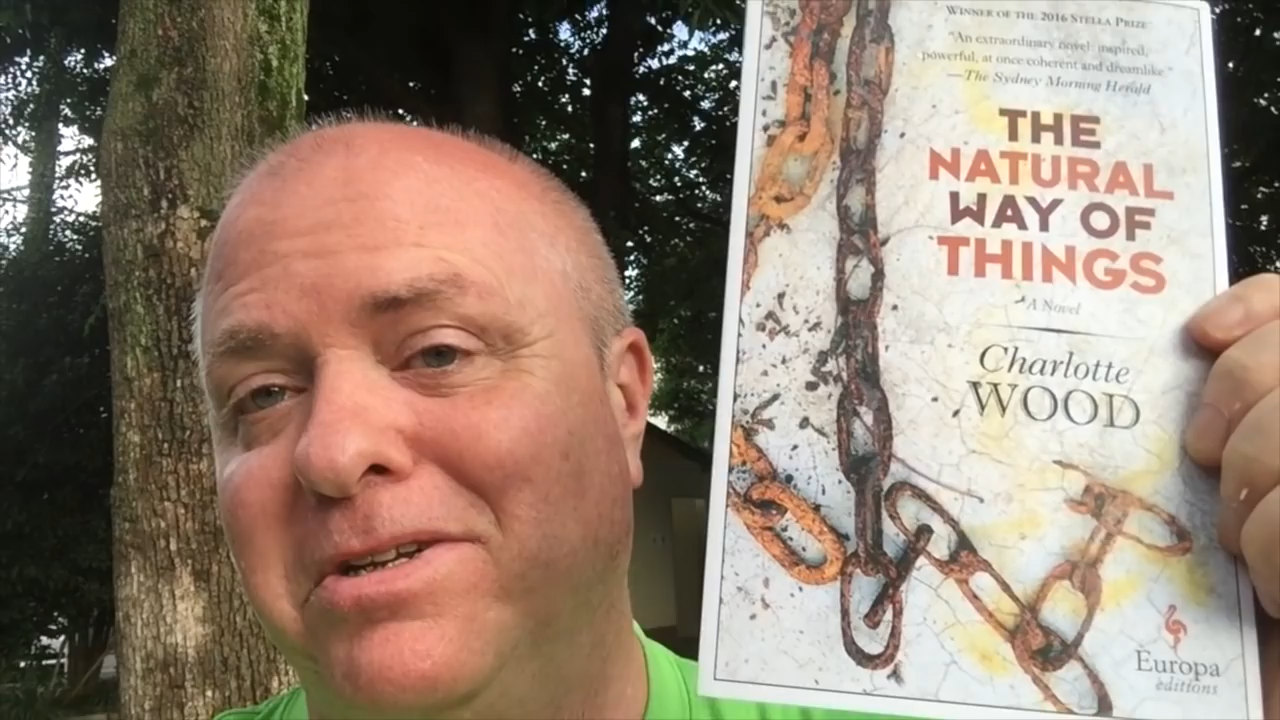 WINNER OF THE 2016 STELLA PRIZE
"An extraordinary novel: inspired,
powerful, at once coherent and dreamlike."
—The Sydney Morning Herald
THE
NATURAL
WAY OF
THINGS
A Novel
Charlotte
WOOD
Europa
editions